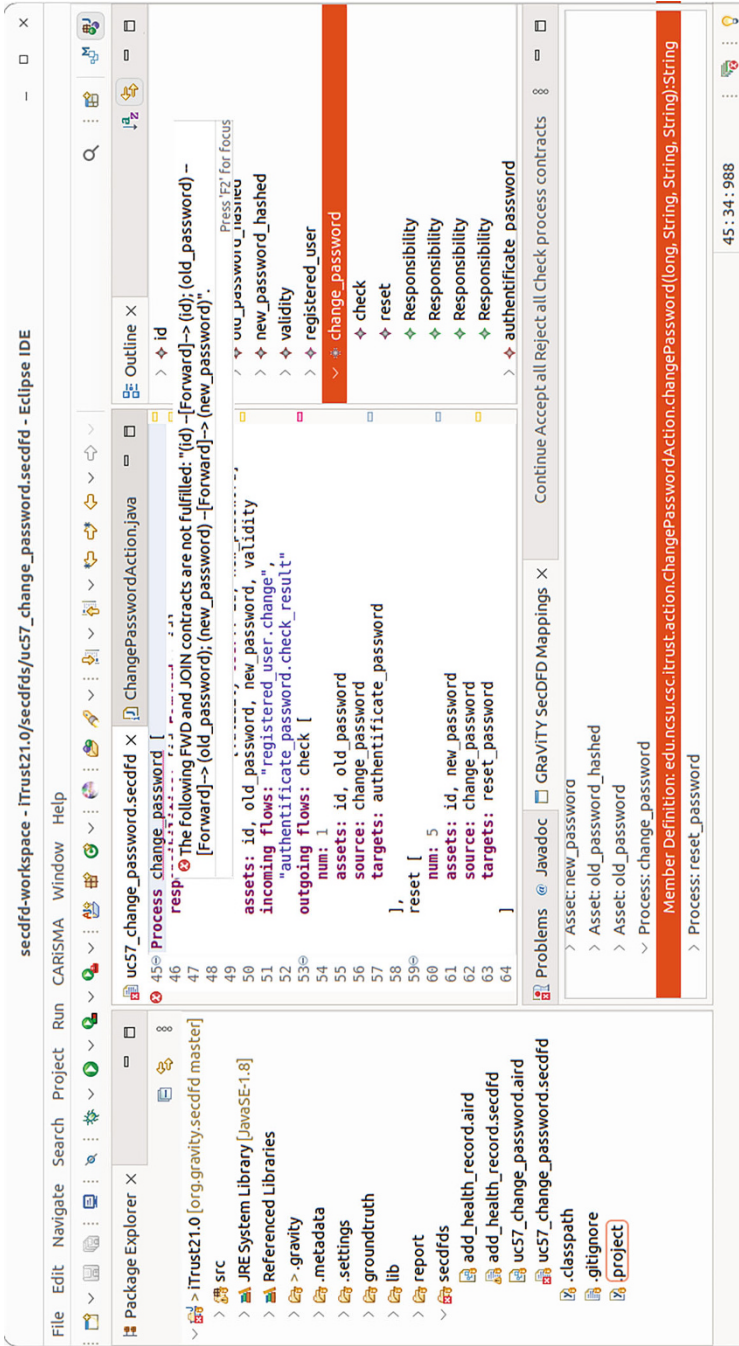 secdfd-workspace - iTrust21.0/secdfds/uc57_change_password.secdfd - Eclipse IDE
File Edit Navigate Search Project Run CARiSMA Window Help
Package Explorer
> iTrust21.0 [org.gravity.secdfd master]
> src
> JRE System Library [JavaSE-1.8]
> Referenced Libraries
> > .gravity
> .metadata
> .settings
> groundtruth
> lib
> report
secdfds
add_health_record.aird
add_health_record.secdfd
uc57_change_password.aird
uc57_change_password.secdfd
.classpath
.gitignore
.project
uc57_change_password.secdfd
ChangePasswordAction.java
45 Process change_password [
46
47
48
49
50 assets: id, old_password, new_password, validity
51 incoming flows: "registered_user.change",
52 "authentificate_password.check_result"
53 outgoing flows: check [
54 num: 1
55 assets: id, old_password
56 source: change_password
57 targets: authentificate_password
58 ],
59 reset [
60 num: 5
61 assets: id, new_password
62 source: change_password
63 targets: reset_password
64 ]
The following FWD and JOIN contracts are not fulfilled: "(id) –[Forward]–> (id); (old_password) –
[Forward]–> (old_password); (new_password) –[Forward]–> (new_password)".
Press 'F2' for focus
Outline
> id
> old_password_hashed
> new_password_hashed
> validity
> registered_user
change_password
check
reset
Responsibility
Responsibility
Responsibility
Responsibility
> authentificate_password
Problems
@ Javadoc
GRaViTY SecDFD Mappings
Continue Accept all Reject all Check process contracts
> Asset: new_password
> Asset: old_password_hashed
> Asset: old_password
Process: change_password
Member Definition: edu.ncsu.csc.itrust.action.ChangePasswordAction.changePassword(long, String, String, String):String
> Process: reset_password
45:34:988